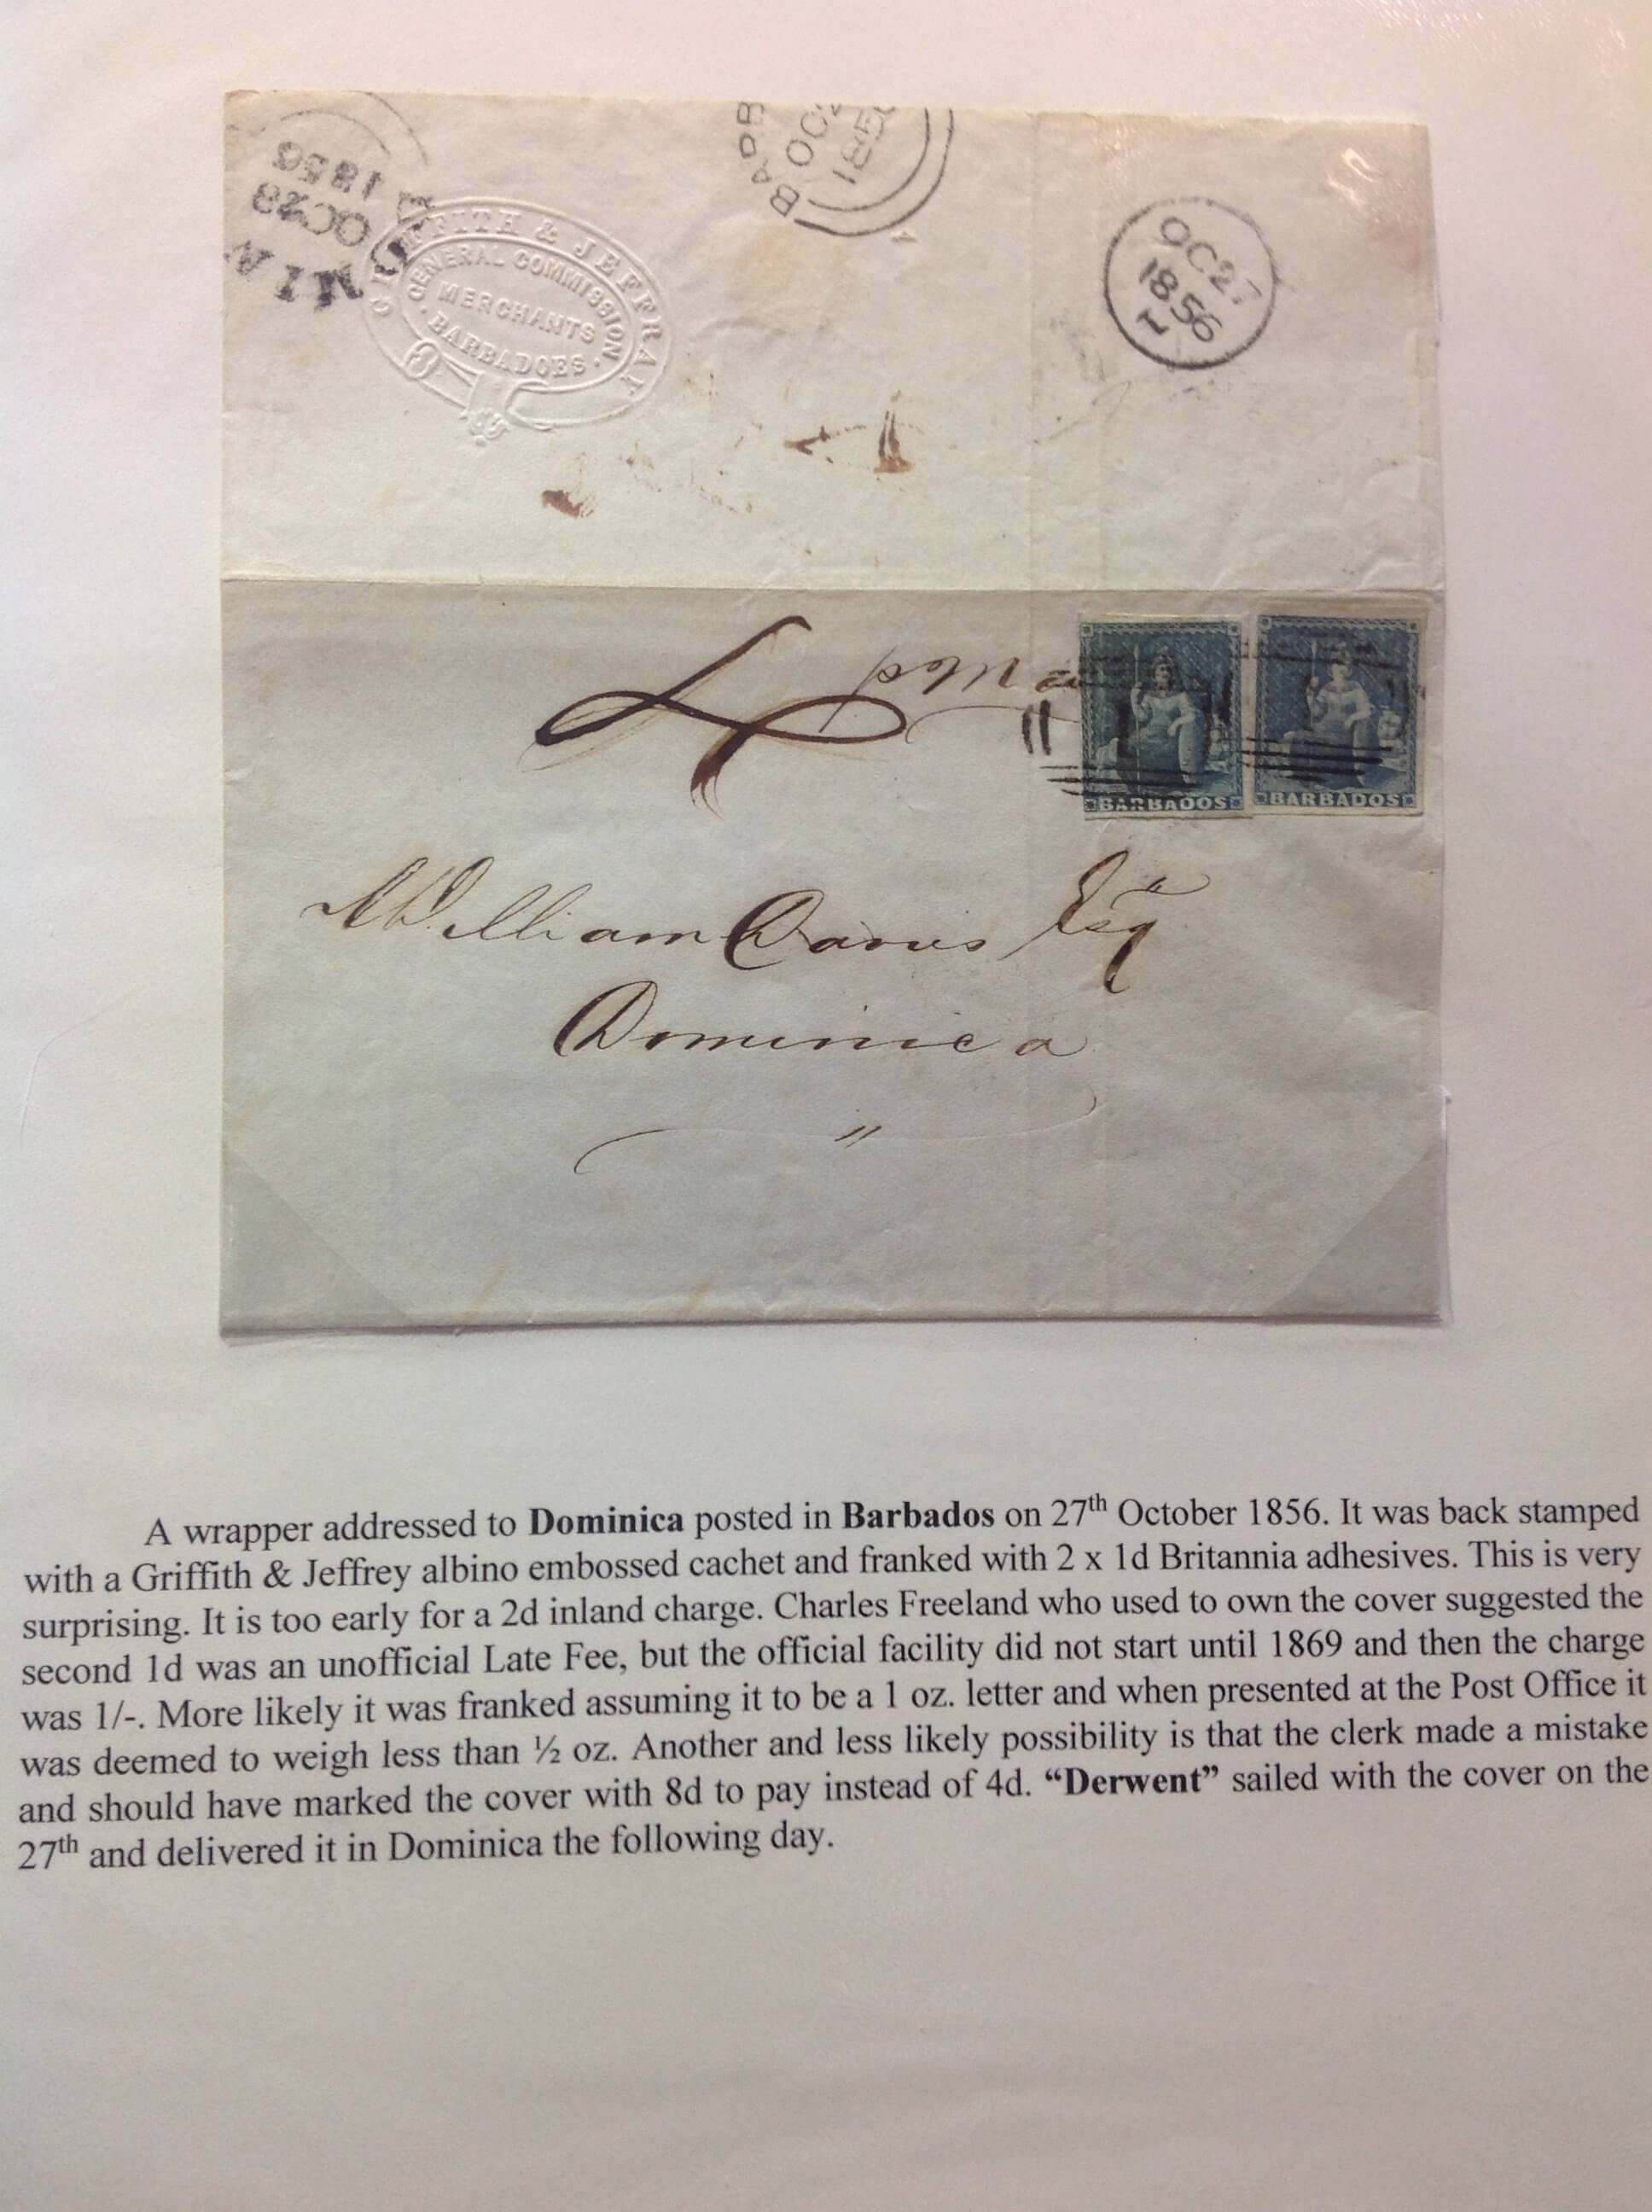 1856
OC28
MINI
GRIFFITH & JEFFRAY
GENERAL COMMISSION
MERCHANTS
BARBADOES
BADB
OC2
185
OC27
1856
1
4
BARBADOS BARBADOS
William Davis Esqr
Dominica
A wrapper addressed to Dominica posted in Barbados on 27th October 1856. It was back stamped
with a Griffith & Jeffrey albino embossed cachet and franked with 2 x 1d Britannia adhesives. This is very
surprising. It is too early for a 2d inland charge. Charles Freeland who used to own the cover suggested the
second 1d was an unofficial Late Fee, but the official facility did not start until 1869 and then the charge
was 1/-. More likely it was franked assuming it to be a 1 oz. letter and when presented at the Post Office it
was deemed to weigh less than ½ oz. Another and less likely possibility is that the clerk made a mistake
and should have marked the cover with 8d to pay instead of 4d. “Derwent” sailed with the cover on the
27th and delivered it in Dominica the following day.